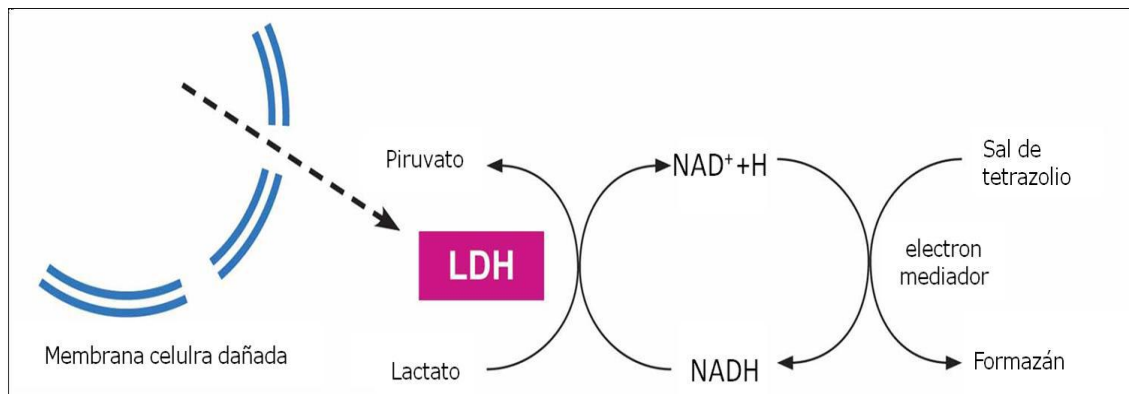 Piruvato
NAD⁺+H
Sal de
tetrazolio
LDH
electron
mediador
Membrana celulra dañada
Lactato
NADH
Formazán